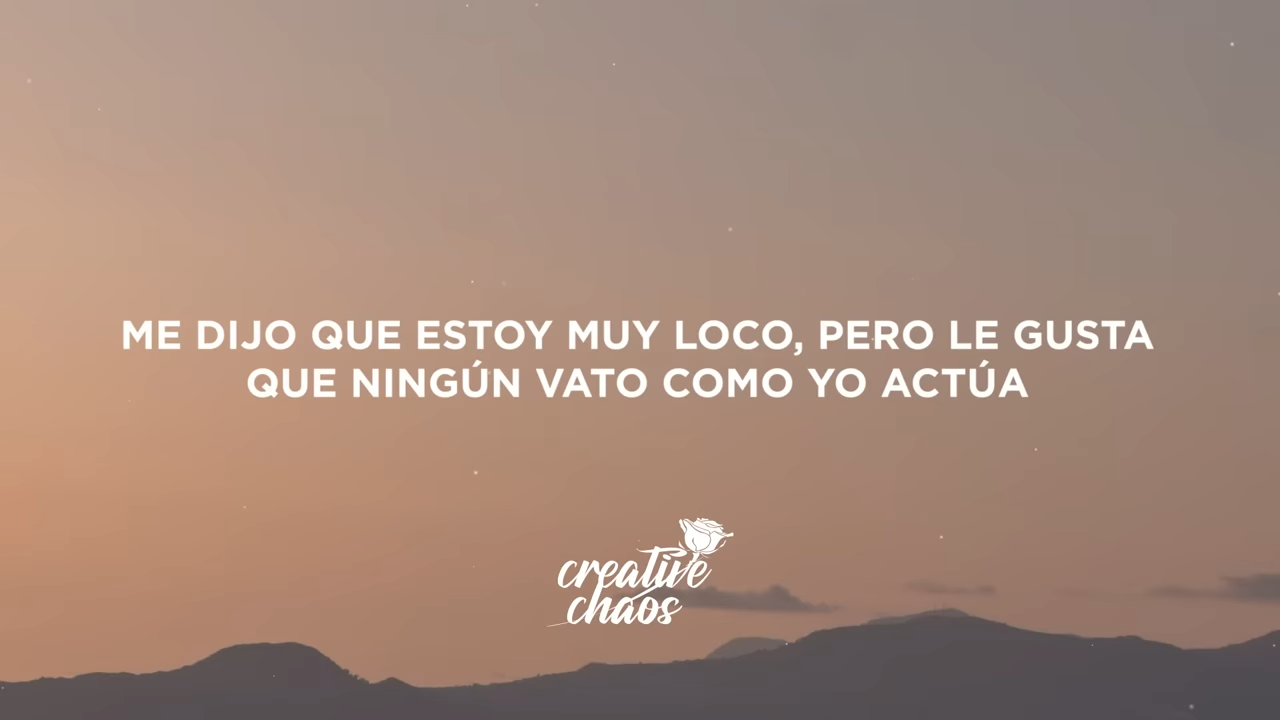 ME DIJO QUE ESTOY MUY LOCO, PERO LE GUSTA
QUE NINGÚN VATO COMO YO ACTÚA
creative
chaos